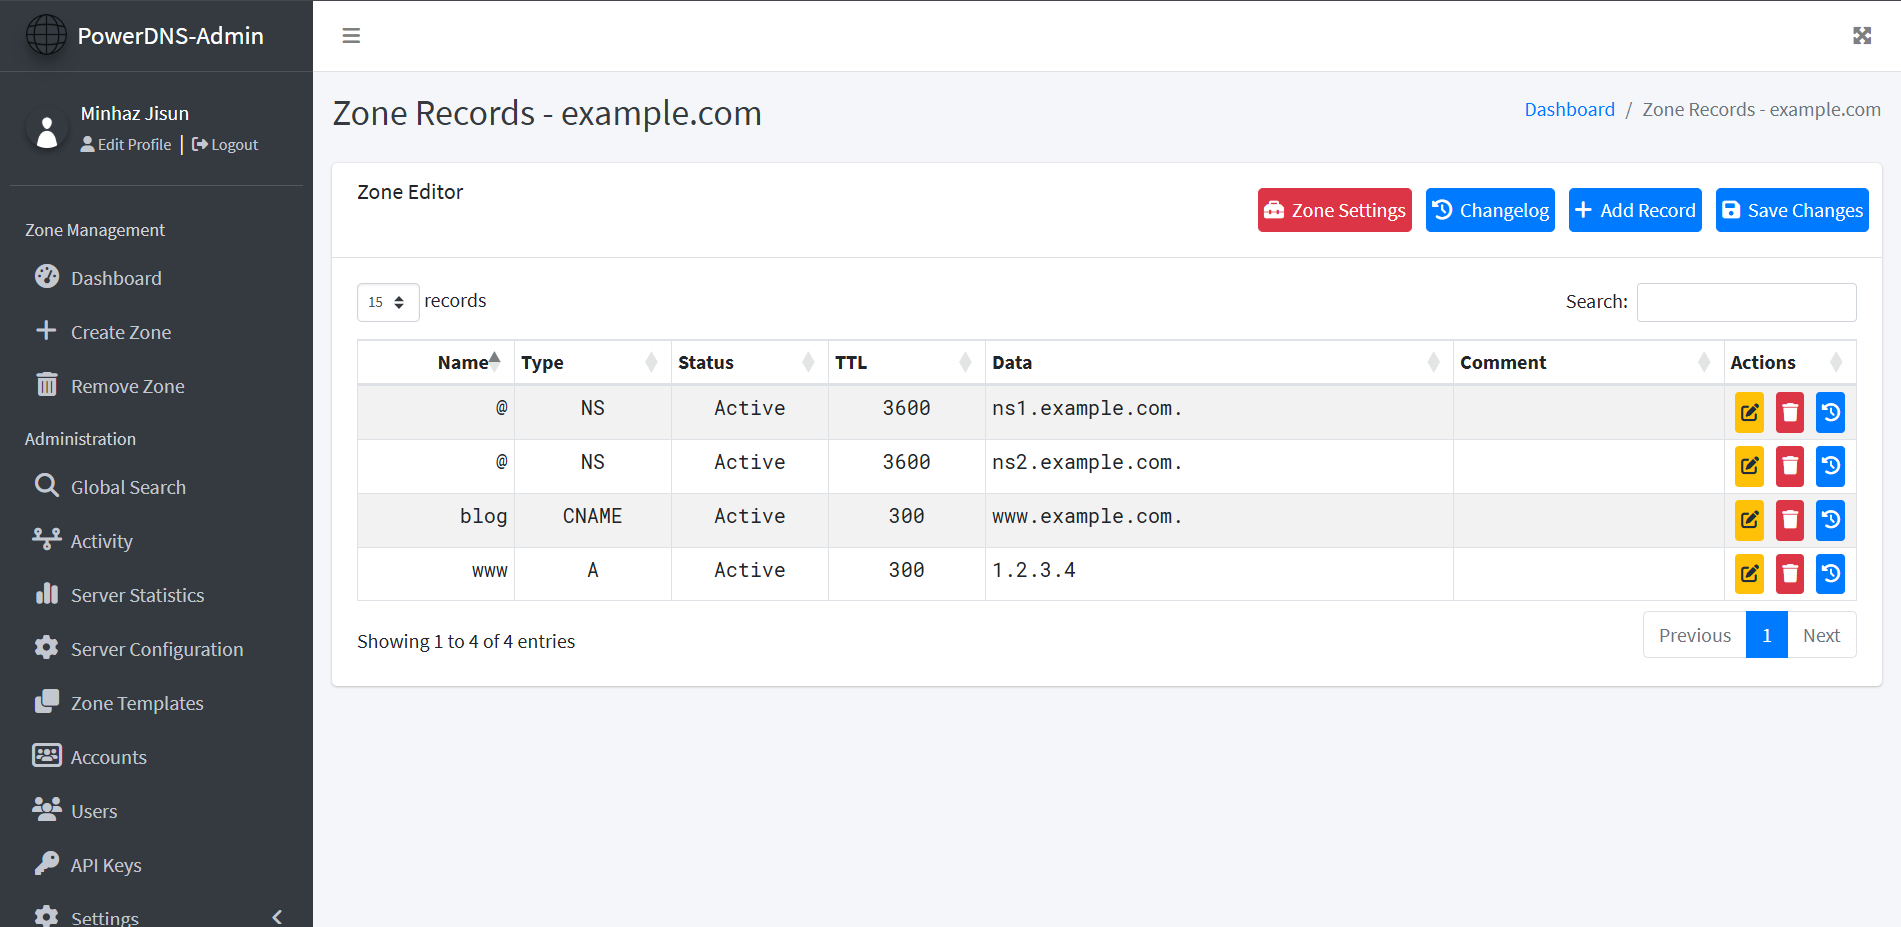 PowerDNS-Admin
Minhaz Jisun
Edit Profile | Logout
Zone Management
Dashboard
Create Zone
Remove Zone
Administration
Global Search
Activity
Server Statistics
Server Configuration
Zone Templates
Accounts
Users
API Keys
Settings
Zone Records - example.com
Dashboard / Zone Records - example.com
Zone Editor
Zone Settings Changelog Add Record Save Changes
15 records
Search:
Name Type Status TTL Data Comment Actions
@ NS Active 3600 ns1.example.com.
@ NS Active 3600 ns2.example.com.
blog CNAME Active 300 www.example.com.
www A Active 300 1.2.3.4
Showing 1 to 4 of 4 entries
Previous 1 Next